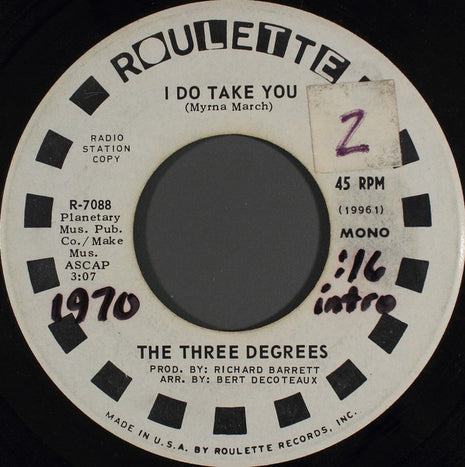 ROULETTE
I DO TAKE YOU
(Myrna March)
RADIO
STATION
COPY
Z
45 RPM
(19961)
MONO
R-7088
Planetary
Mus. Pub.
Co./Make
Mus.
ASCAP
3:07
:16
intro
1970
THE THREE DEGREES
PROD. BY: RICHARD BARRETT
ARR. BY: BERT DECOTEAUX
MADE IN U.S.A. BY ROULETTE RECORDS, INC.